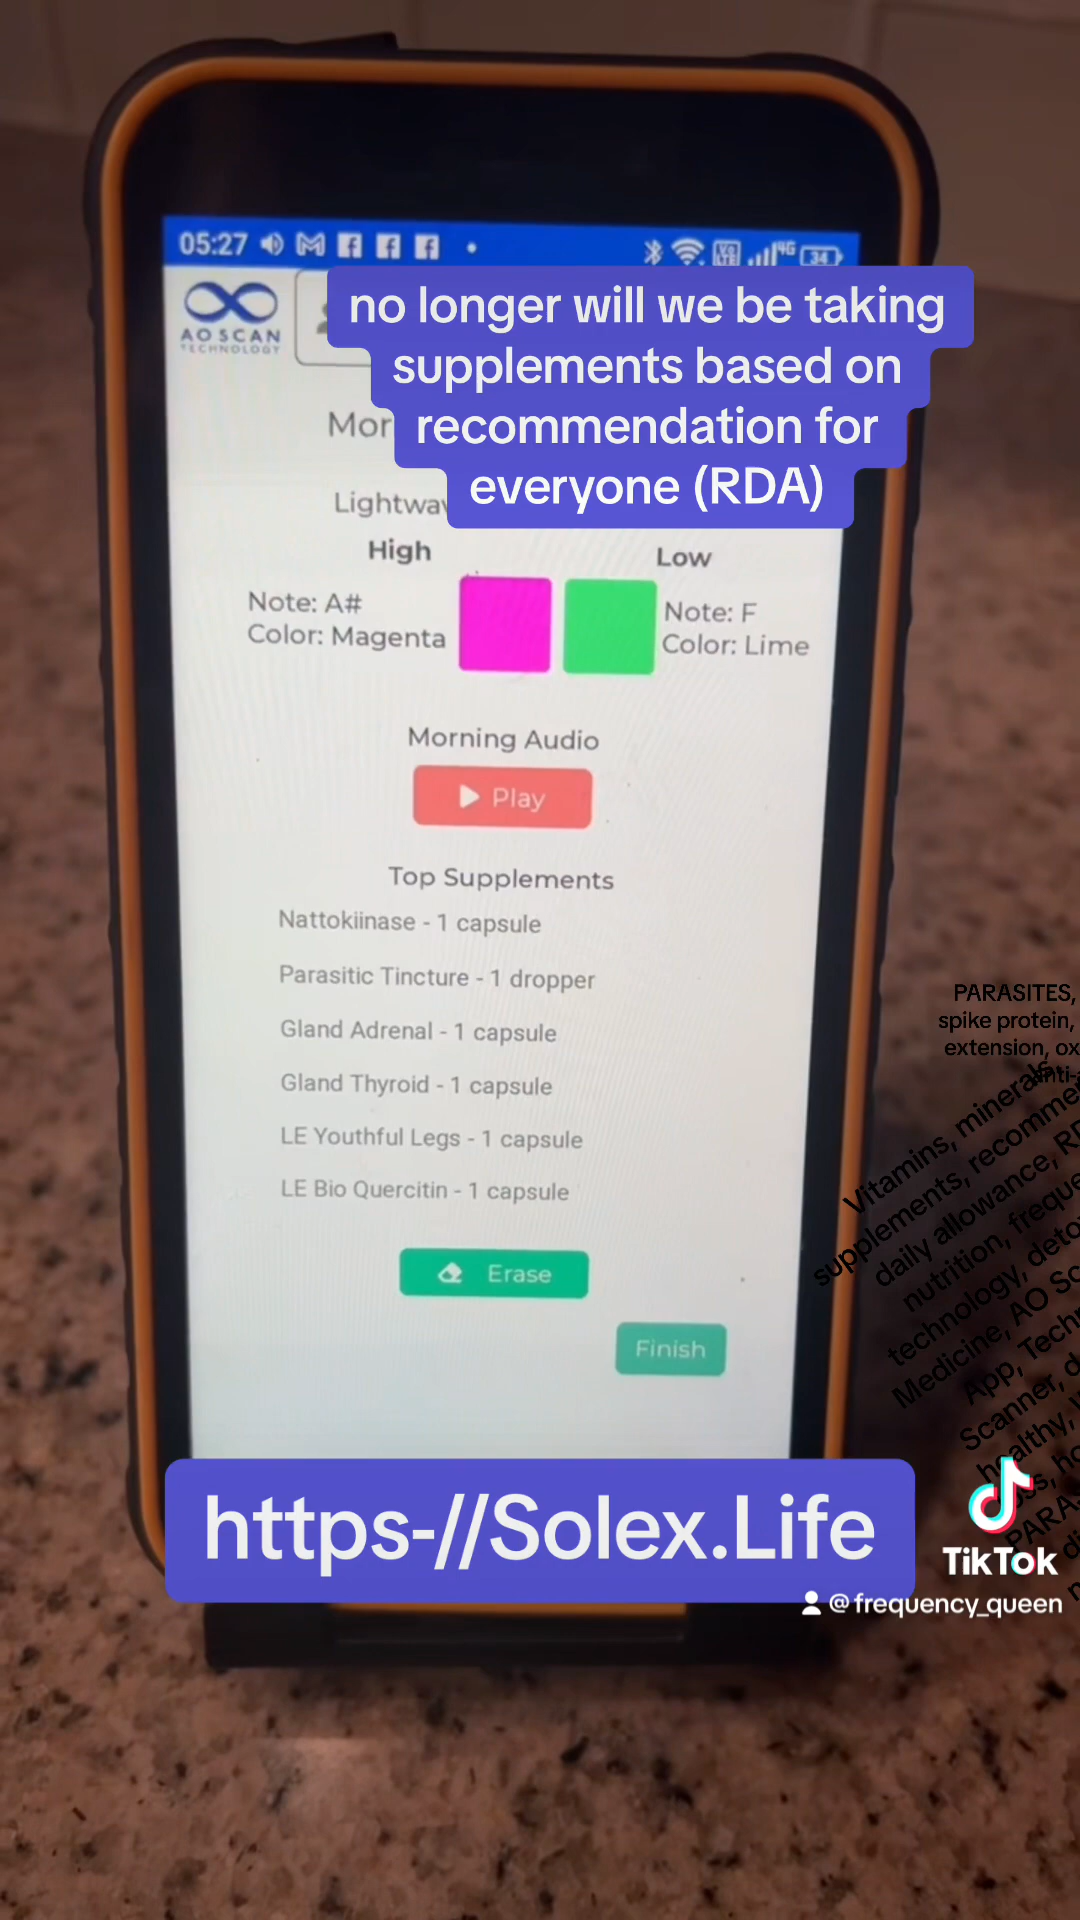 05:27
4G
34
AO SCAN
TECHNOLOGY
no longer will we be taking
supplements based on
recommendation for
everyone (RDA)
High
Low
Note: A#
Color: Magenta
Note: F
Color: Lime
Morning Audio
Play
Top Supplements
Nattokiinase - 1 capsule
Parasitic Tincture - 1 dropper
Gland Adrenal - 1 capsule
Gland Thyroid - 1 capsule
LE Youthful Legs - 1 capsule
LE Bio Quercitin - 1 capsule
Erase
Finish
PARASITES,
spike protein,
extension,
Vitamins, minerals,
supplements,
daily allowance,
nutrition,
technology,
Medicine, AO
App,
Scanner,
healthy,
https-//Solex.Life
TikTok
@frequency_queen